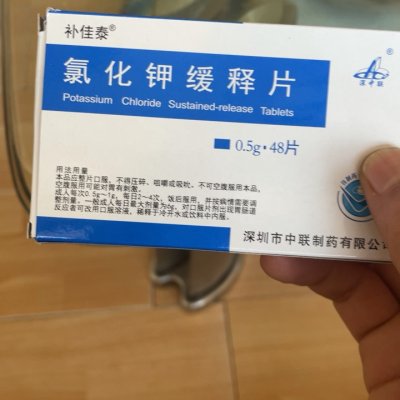 补佳泰®
氯化钾缓释片
Potassium Chloride Sustained-release Tablets
深中联®
0.5g·48片
用法用量
本品应整片口服，不得压碎、咀嚼或吸吮，不可空腹服用本品，
空腹服用可能对胃有刺激。
成人每次0.5g～1g，每日2～4次，饭后服用，并按病情需要调
整剂量。一般成人每日最大剂量为6g。对口服片剂出现胃肠道
反应者可改用口服溶液，稀释于冷开水或饮料中内服。
深圳市中联制药有限公司